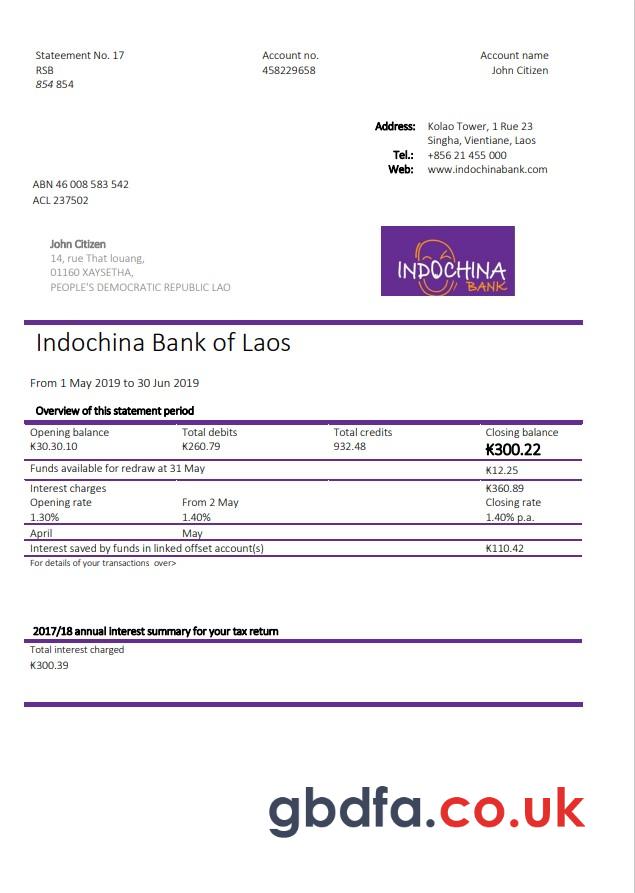 Stateement No. 17 Account no. Account name
RSB 458229658 John Citizen
854 854
Address: Kolao Tower, 1 Rue 23
Singha, Vientiane, Laos
Tel.: +856 21 455 000
Web: www.indochinabank.com
ABN 46 008 583 542
ACL 237502
John Citizen
14, rue That louang,
01160 XAYSETHA,
PEOPLE'S DEMOCRATIC REPUBLIC LAO
INDOCHINA
BANK
Indochina Bank of Laos
From 1 May 2019 to 30 Jun 2019
Overview of this statement period
Opening balance Total debits Total credits Closing balance
₭30.30.10 ₭260.79 932.48 ₭300.22
Funds available for redraw at 31 May ₭12.25
Interest charges ₭360.89
Opening rate From 2 May Closing rate
1.30% 1.40% 1.40% p.a.
April May
Interest saved by funds in linked offset account(s) ₭110.42
For details of your transactions over>
2017/18 annual interest summary for your tax return
Total interest charged
₭300.39
gbdfa.co.uk